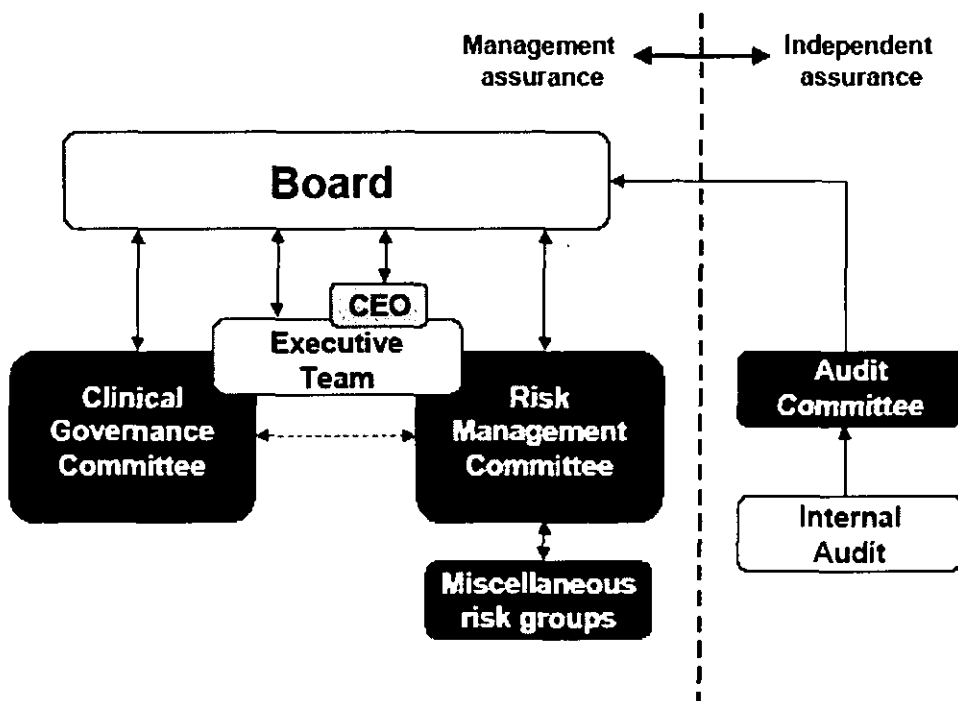 Management
assurance
Independent
assurance
Board
CEO
Executive
Team
Clinical
Governance
Committee
Risk
Management
Committee
Audit
Committee
Internal
Audit
Miscellaneous
risk groups